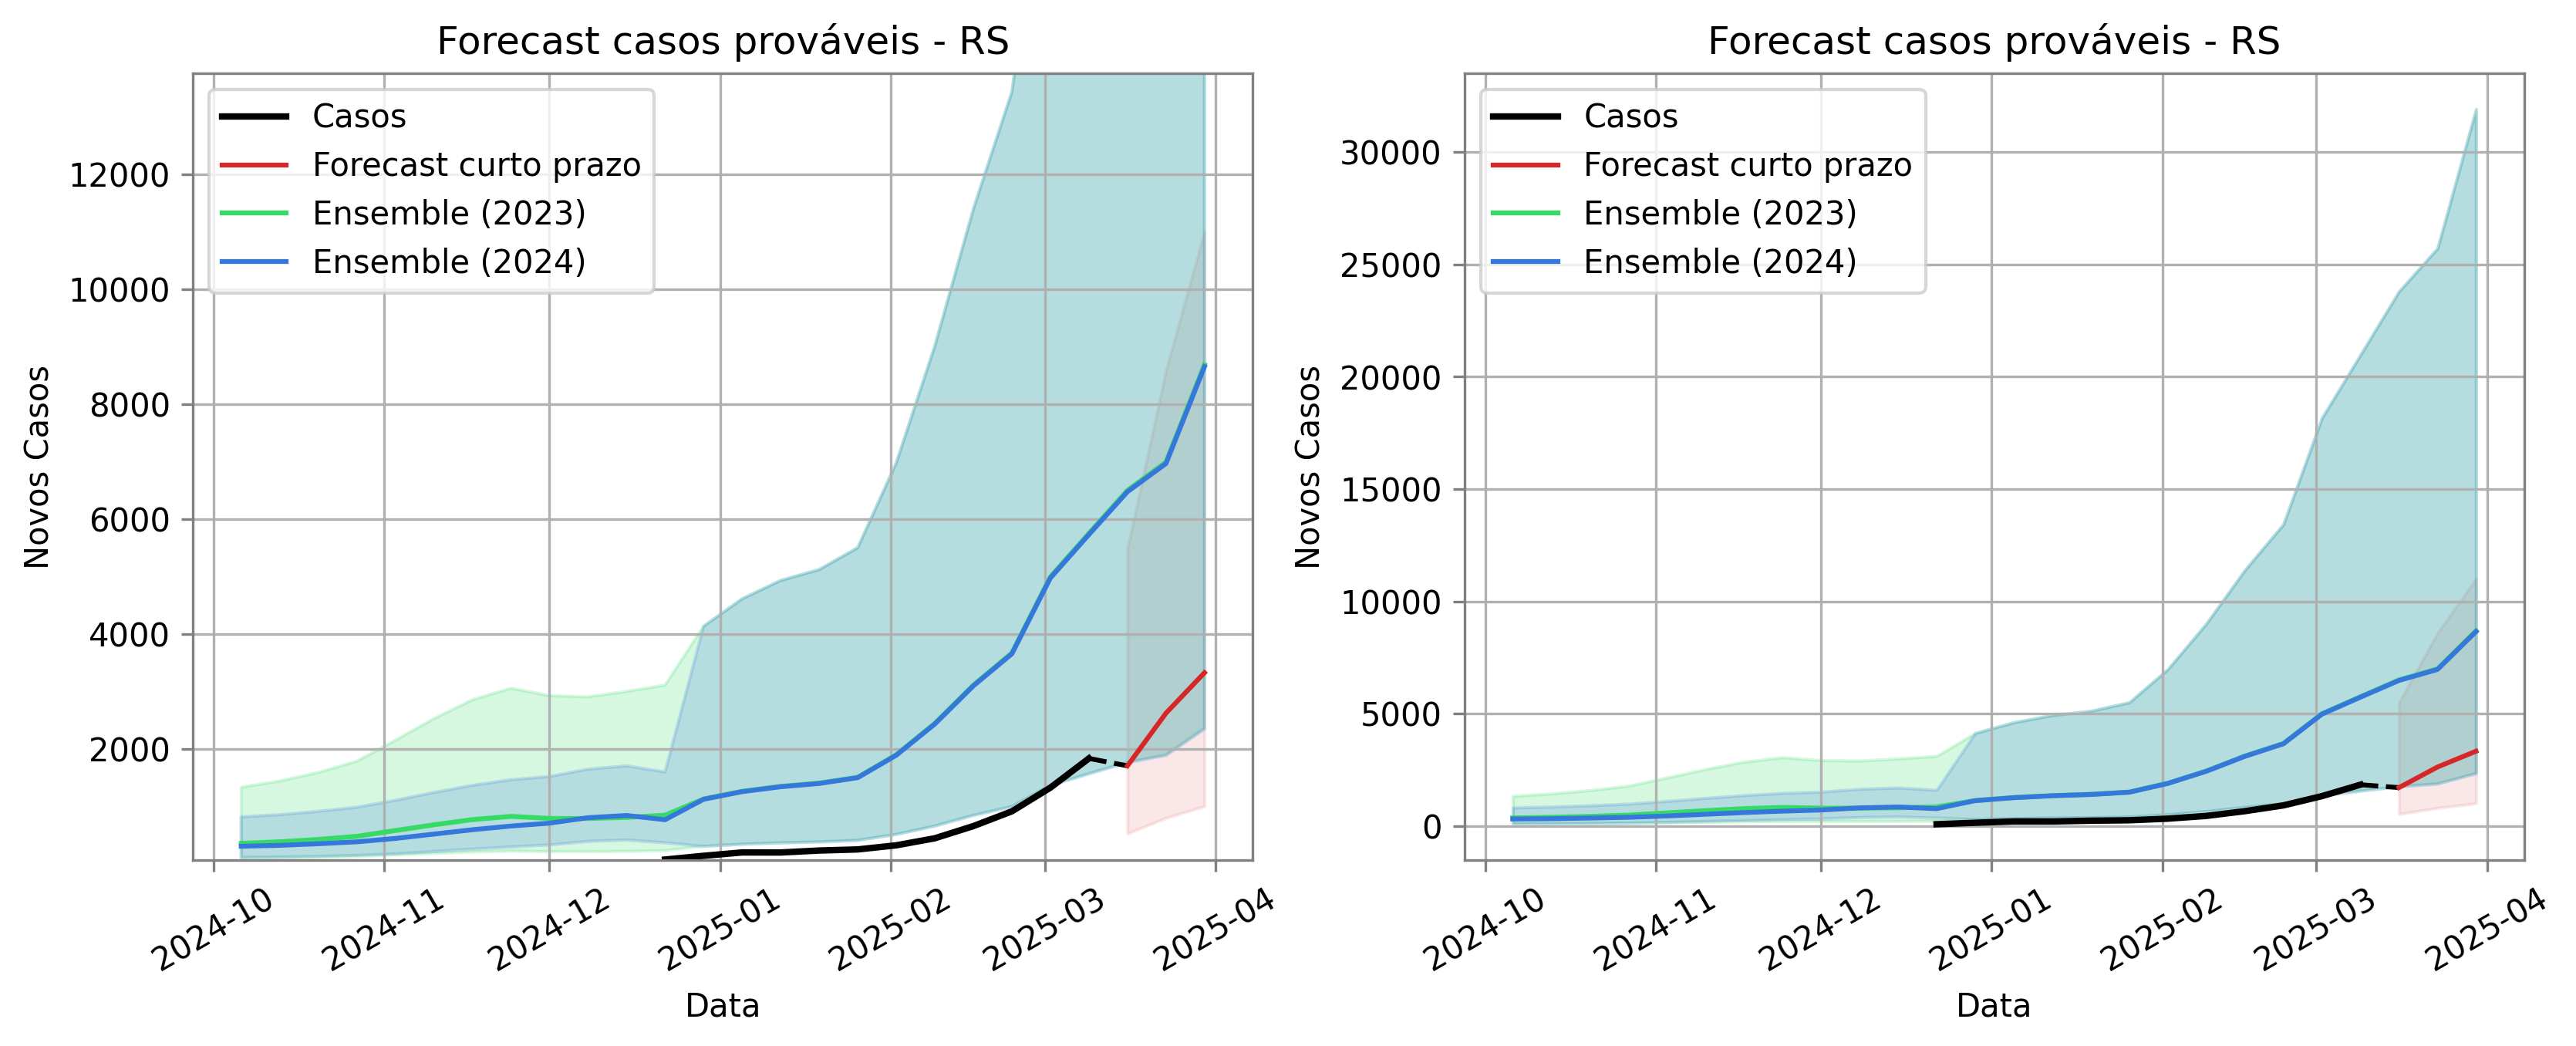 Forecast casos prováveis - RS
Casos
Forecast curto prazo
Ensemble (2023)
Ensemble (2024)
12000
10000
8000
6000
4000
2000
Novos Casos
2024-10
2024-11
2024-12
2025-01
2025-02
2025-03
2025-04
Data
Forecast casos prováveis - RS
Casos
Forecast curto prazo
Ensemble (2023)
Ensemble (2024)
30000
25000
20000
15000
10000
5000
0
Novos Casos
2024-10
2024-11
2024-12
2025-01
2025-02
2025-03
2025-04
Data